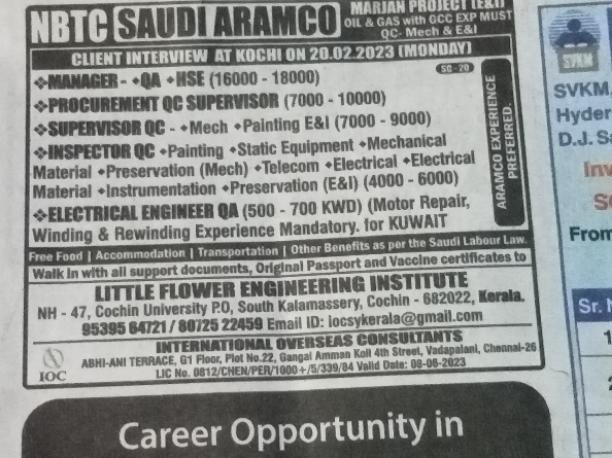 NBTC SAUDI ARAMCO
MARJAN PROJECT (E&I)
OIL & GAS with GCC EXP MUST
QC- Mech & E&I
CLIENT INTERVIEW AT KOCHI ON 20.02.2023 (MONDAY)
SC-20
❖MANAGER- ◆QA ◆HSE (16000 - 18000)
❖PROCUREMENT QC SUPERVISOR (7000 - 10000)
❖SUPERVISOR QC - ◆Mech ◆Painting E&I (7000 - 9000)
❖INSPECTOR QC ◆Painting ◆Static Equipment ◆Mechanical
Material ◆Preservation (Mech) ◆Telecom ◆Electrical ◆Electrical
Material ◆Instrumentation ◆Preservation (E&I) (4000 - 6000)
❖ELECTRICAL ENGINEER QA (500 - 700 KWD) (Motor Repair,
Winding & Rewinding Experience Mandatory. for KUWAIT
ARAMCO EXPERIENCE
PREFERRED.
Free Food | Accommodation | Transportation | Other Benefits as per the Saudi Labour Law.
Walk in with all support documents, Original Passport and Vaccine certificates to
LITTLE FLOWER ENGINEERING INSTITUTE
NH - 47, Cochin University P.O, South Kalamassery, Cochin - 682022, Kerala.
95395 64721 / 80725 22459 Email ID: iocsykerala@gmail.com
INTERNATIONAL OVERSEAS CONSULTANTS
ABHI-ANI TERRACE, G1 Floor, Plot No.22, Gangai Amman Koil 4th Street, Vadapalani, Chennai-26
LIC No. 0812/CHEN/PER/1000+/5/339/84 Valid Date: 08-06-2023
IOC
Career Opportunity in
SVKM
SVKM
Hyder
D.J. Sa
Inv
From
Sr. N
1
2